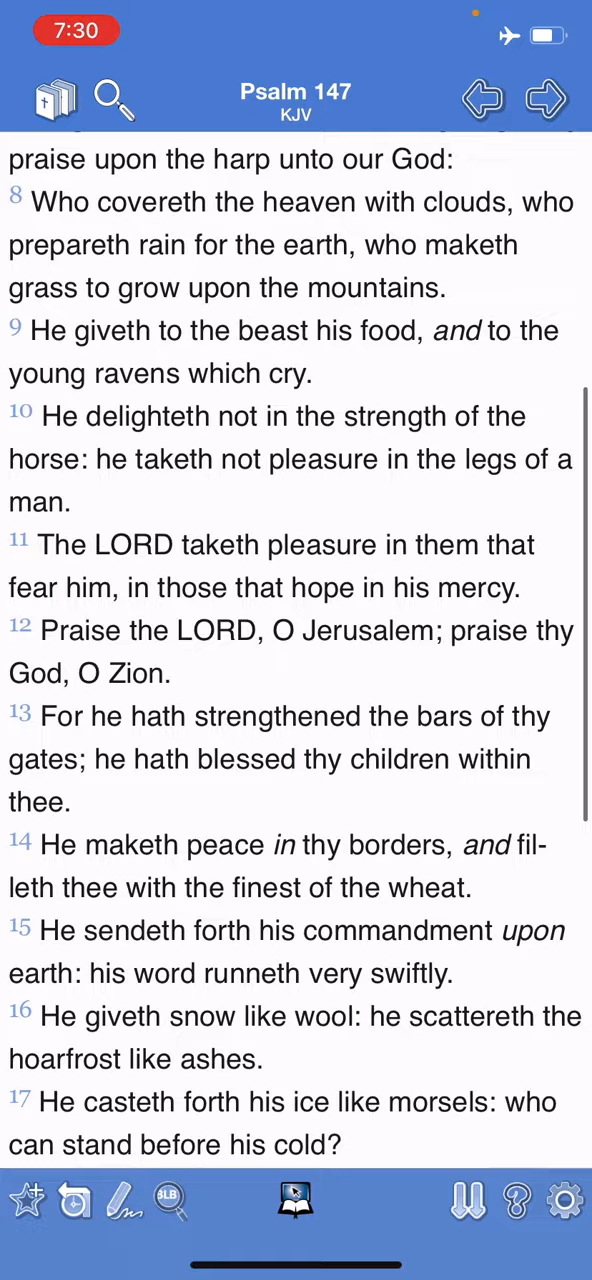 7:30
Psalm 147
KJV
praise upon the harp unto our God:
8 Who covereth the heaven with clouds, who
prepareth rain for the earth, who maketh
grass to grow upon the mountains.
9 He giveth to the beast his food, and to the
young ravens which cry.
10 He delighteth not in the strength of the
horse: he taketh not pleasure in the legs of a
man.
11 The LORD taketh pleasure in them that
fear him, in those that hope in his mercy.
12 Praise the LORD, O Jerusalem; praise thy
God, O Zion.
13 For he hath strengthened the bars of thy
gates; he hath blessed thy children within
thee.
14 He maketh peace in thy borders, and fil-
leth thee with the finest of the wheat.
15 He sendeth forth his commandment upon
earth: his word runneth very swiftly.
16 He giveth snow like wool: he scattereth the
hoarfrost like ashes.
17 He casteth forth his ice like morsels: who
can stand before his cold?
BLB